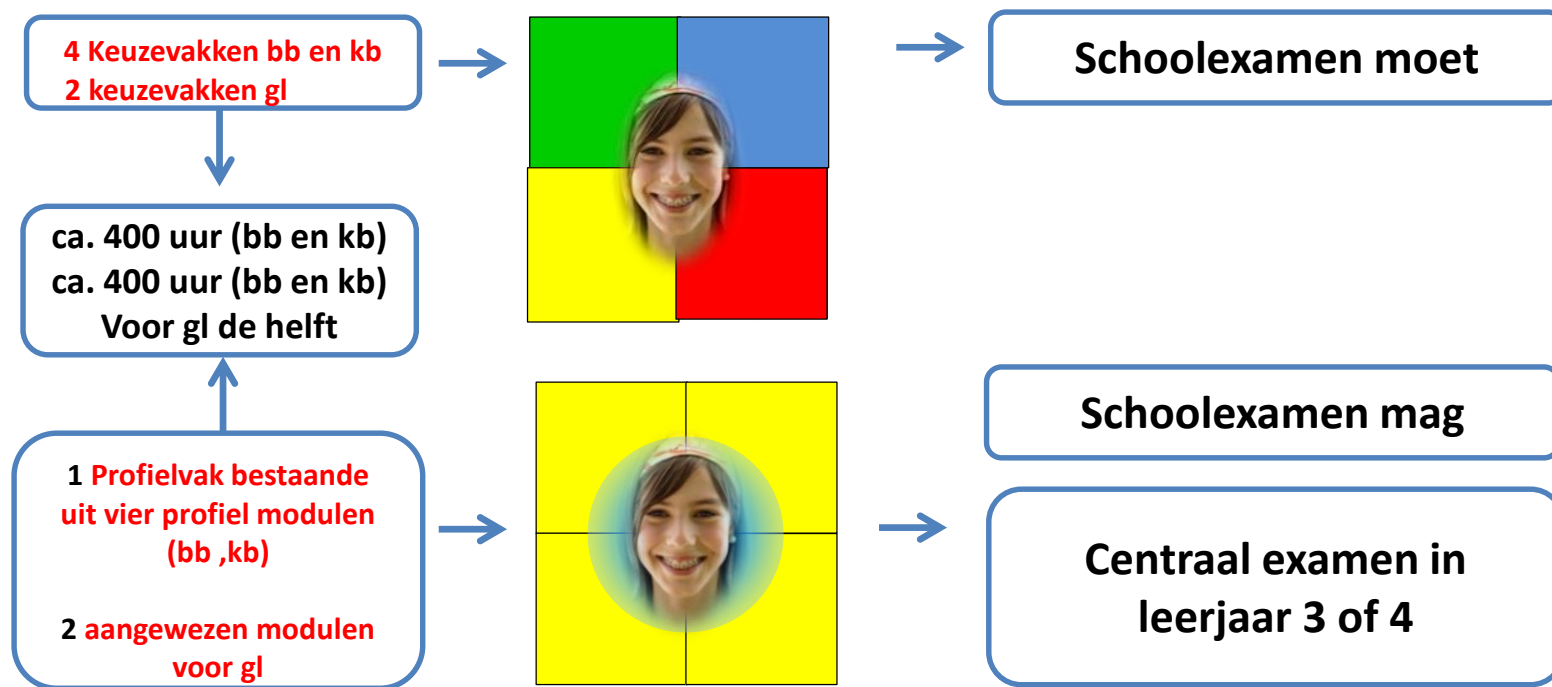 4 Keuzevakken bb en kb
2 keuzevakken gl
Schoolexamen moet
ca. 400 uur (bb en kb)
ca. 400 uur (bb en kb)
Voor gl de helft
Schoolexamen mag
1 Profielvak bestaande
uit vier profiel modulen
(bb ,kb)
2 aangewezen modulen
voor gl
Centraal examen in
leerjaar 3 of 4